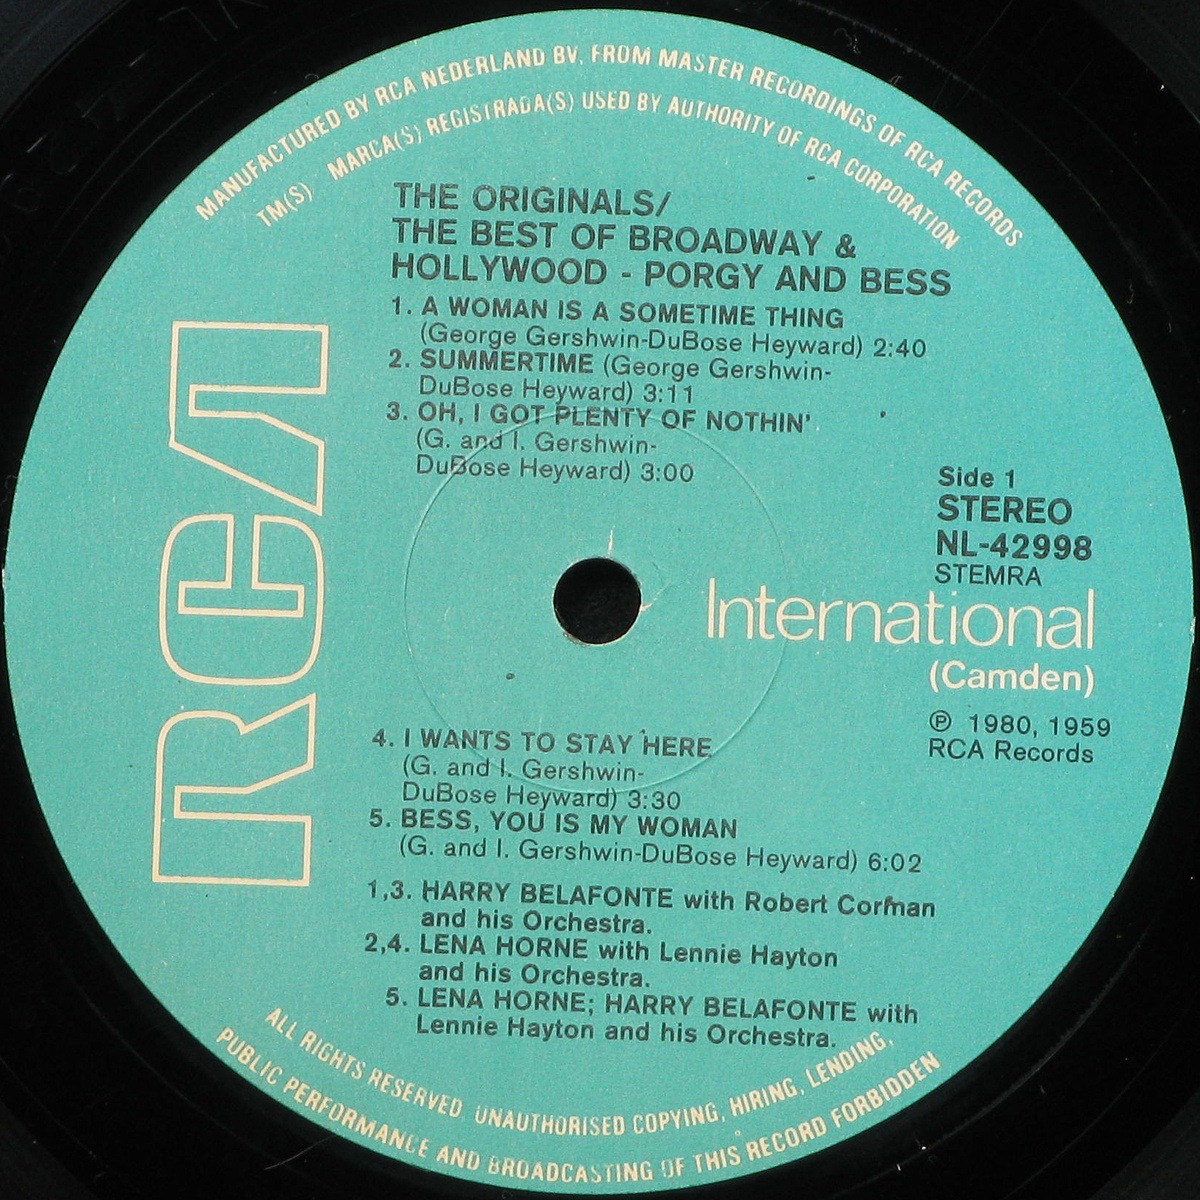 MANUFACTURED BY RCA NEDERLAND BV. FROM MASTER RECORDINGS OF RCA RECORDS
TM(S) MARCA(S) REGISTRADA(S) USED BY AUTHORITY OF RCA CORPORATION
THE ORIGINALS/
THE BEST OF BROADWAY &
HOLLYWOOD - PORGY AND BESS
1. A WOMAN IS A SOMETIME THING
(George Gershwin-DuBose Heyward) 2:40
2. SUMMERTIME (George Gershwin-
DuBose Heyward) 3:11
3. OH, I GOT PLENTY OF NOTHIN'
(G. and I. Gershwin-
DuBose Heyward) 3:00
RCA
Side 1
STEREO
NL-42998
STEMRA
International
(Camden)
℗ 1980, 1959
RCA Records
4. I WANTS TO STAY HERE
(G. and I. Gershwin-
DuBose Heyward) 3:30
5. BESS, YOU IS MY WOMAN
(G. and I. Gershwin-DuBose Heyward) 6:02
1,3. HARRY BELAFONTE with Robert Corman
and his Orchestra.
2,4. LENA HORNE with Lennie Hayton
and his Orchestra.
5. LENA HORNE; HARRY BELAFONTE with
Lennie Hayton and his Orchestra.
ALL RIGHTS RESERVED. UNAUTHORISED COPYING, HIRING, LENDING,
PUBLIC PERFORMANCE AND BROADCASTING OF THIS RECORD FORBIDDEN